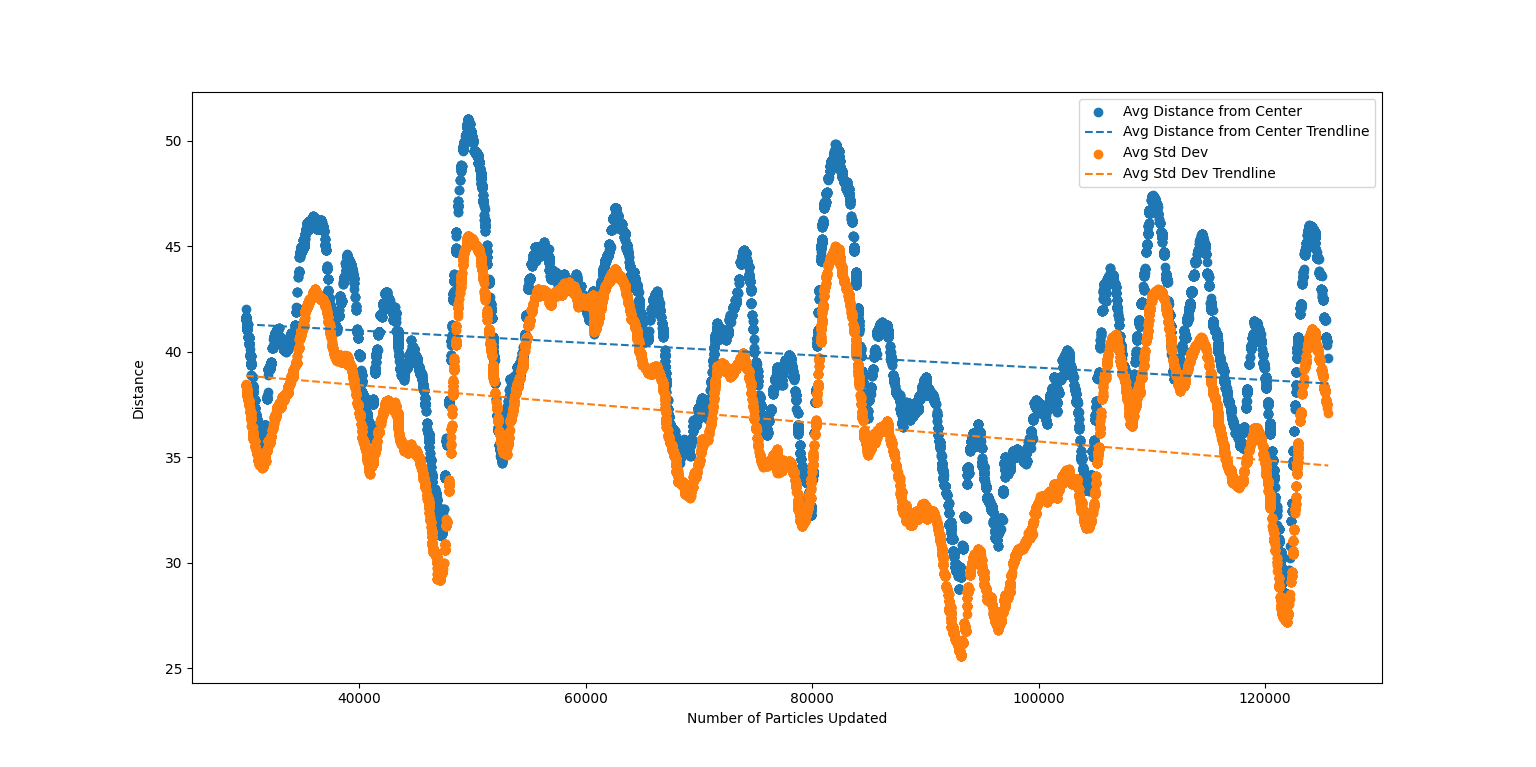 Avg Distance from Center
Avg Distance from Center Trendline
Avg Std Dev
Avg Std Dev Trendline
50
45
40
35
30
25
Distance
40000 60000 80000 100000 120000
Number of Particles Updated